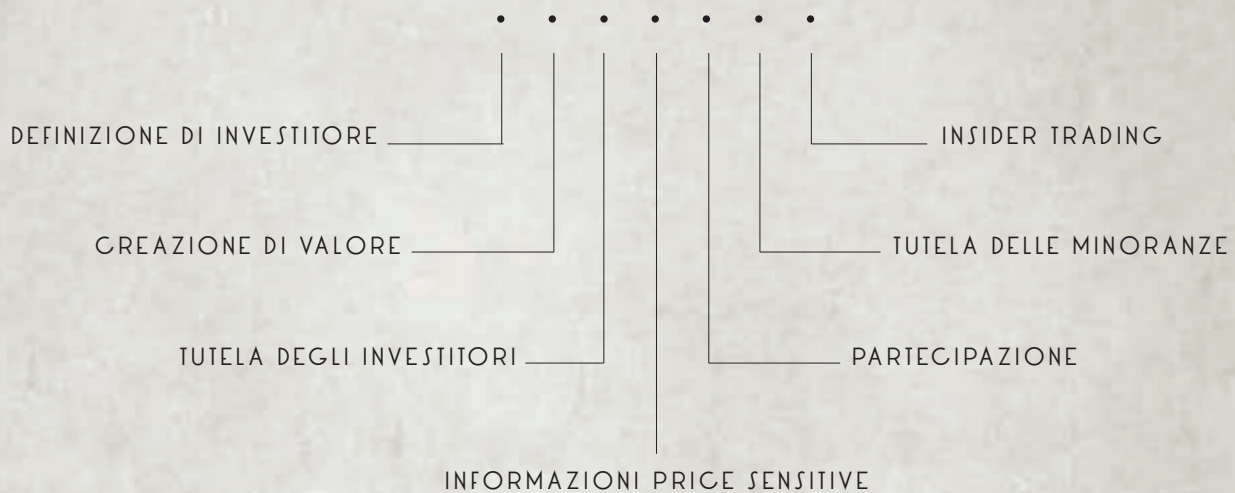 DEFINIZIONE DI INVESTITORE
INSIDER TRADING
CREAZIONE DI VALORE
TUTELA DELLE MINORANZE
TUTELA DEGLI INVESTITORI
PARTECIPAZIONE
INFORMAZIONI PRICE SENSITIVE